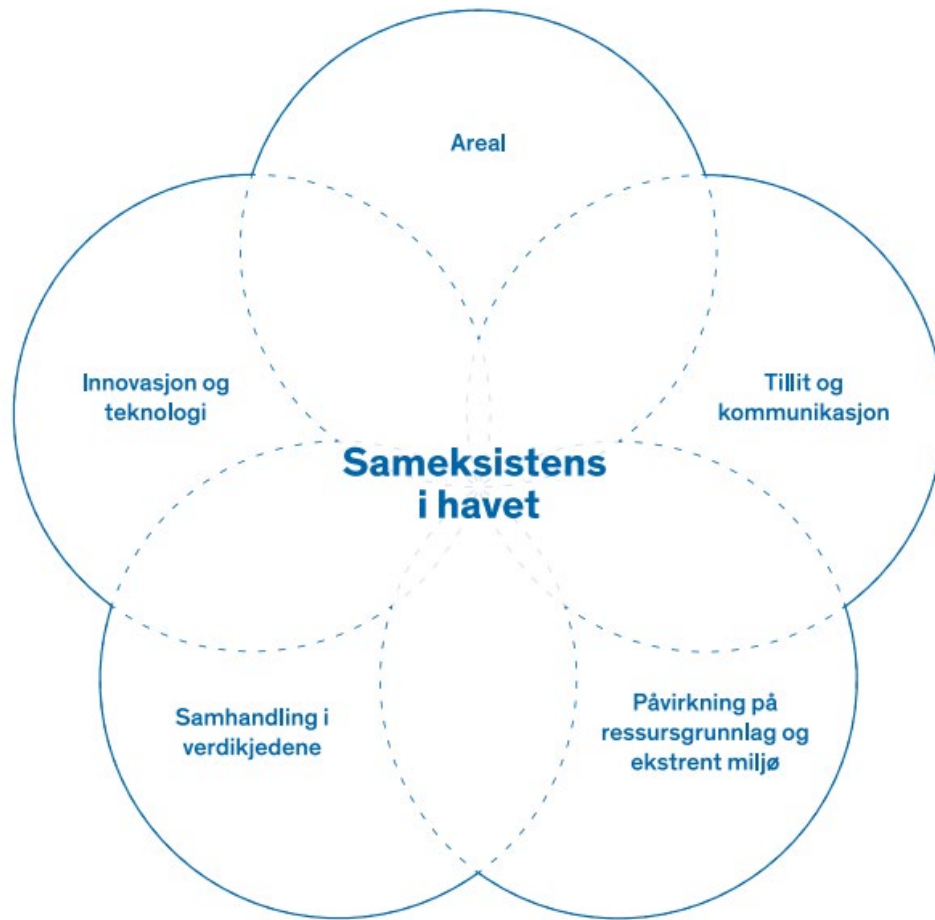 Areal
Innovasjon og
teknologi
Tillit og
kommunikasjon
Sameksistens
i havet
Samhandling i
verdikjedene
Påvirkning på
ressursgrunnlag og
ekstrent miljø